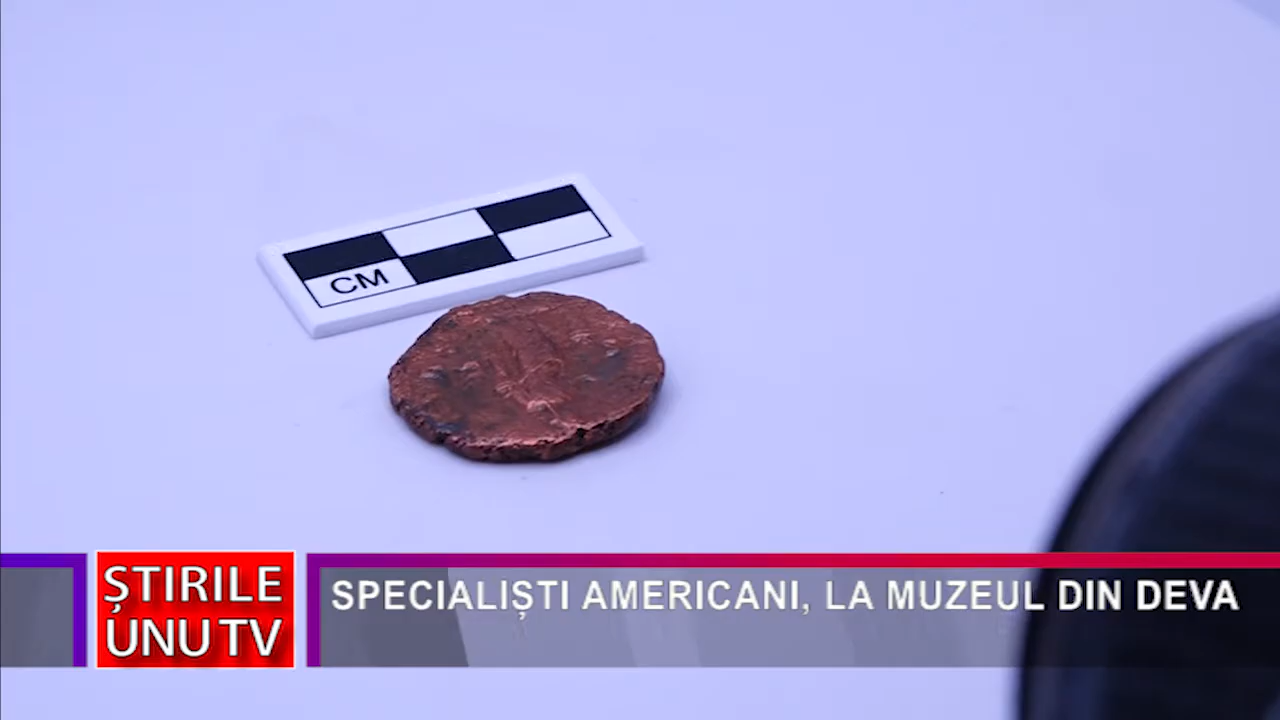 CM
ȘTIRILE
UNU TV
SPECIALIȘTI AMERICANI, LA MUZEUL DIN DEVA